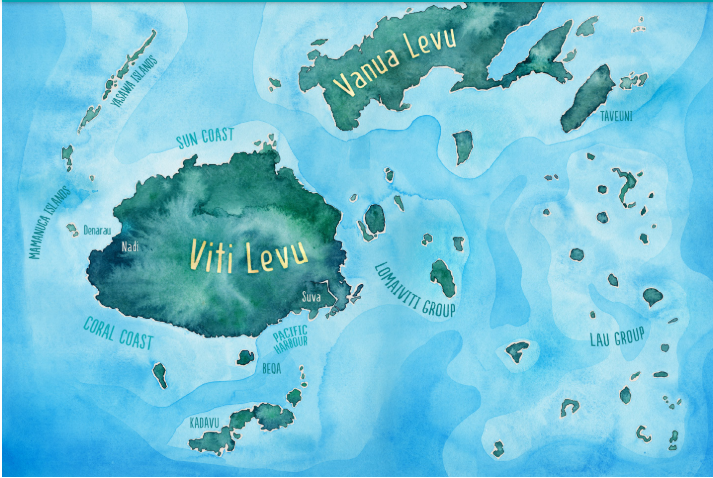 Vanua Levu
YASAWA ISLANDS
TAVEUNI
SUN COAST
MAMANUCA ISLANDS
Denarau
Nadi
Viti Levu
Suva
LOMAIVITI GROUP
CORAL COAST
PACIFIC
HARBOUR
LAU GROUP
BEQA
KADAVU